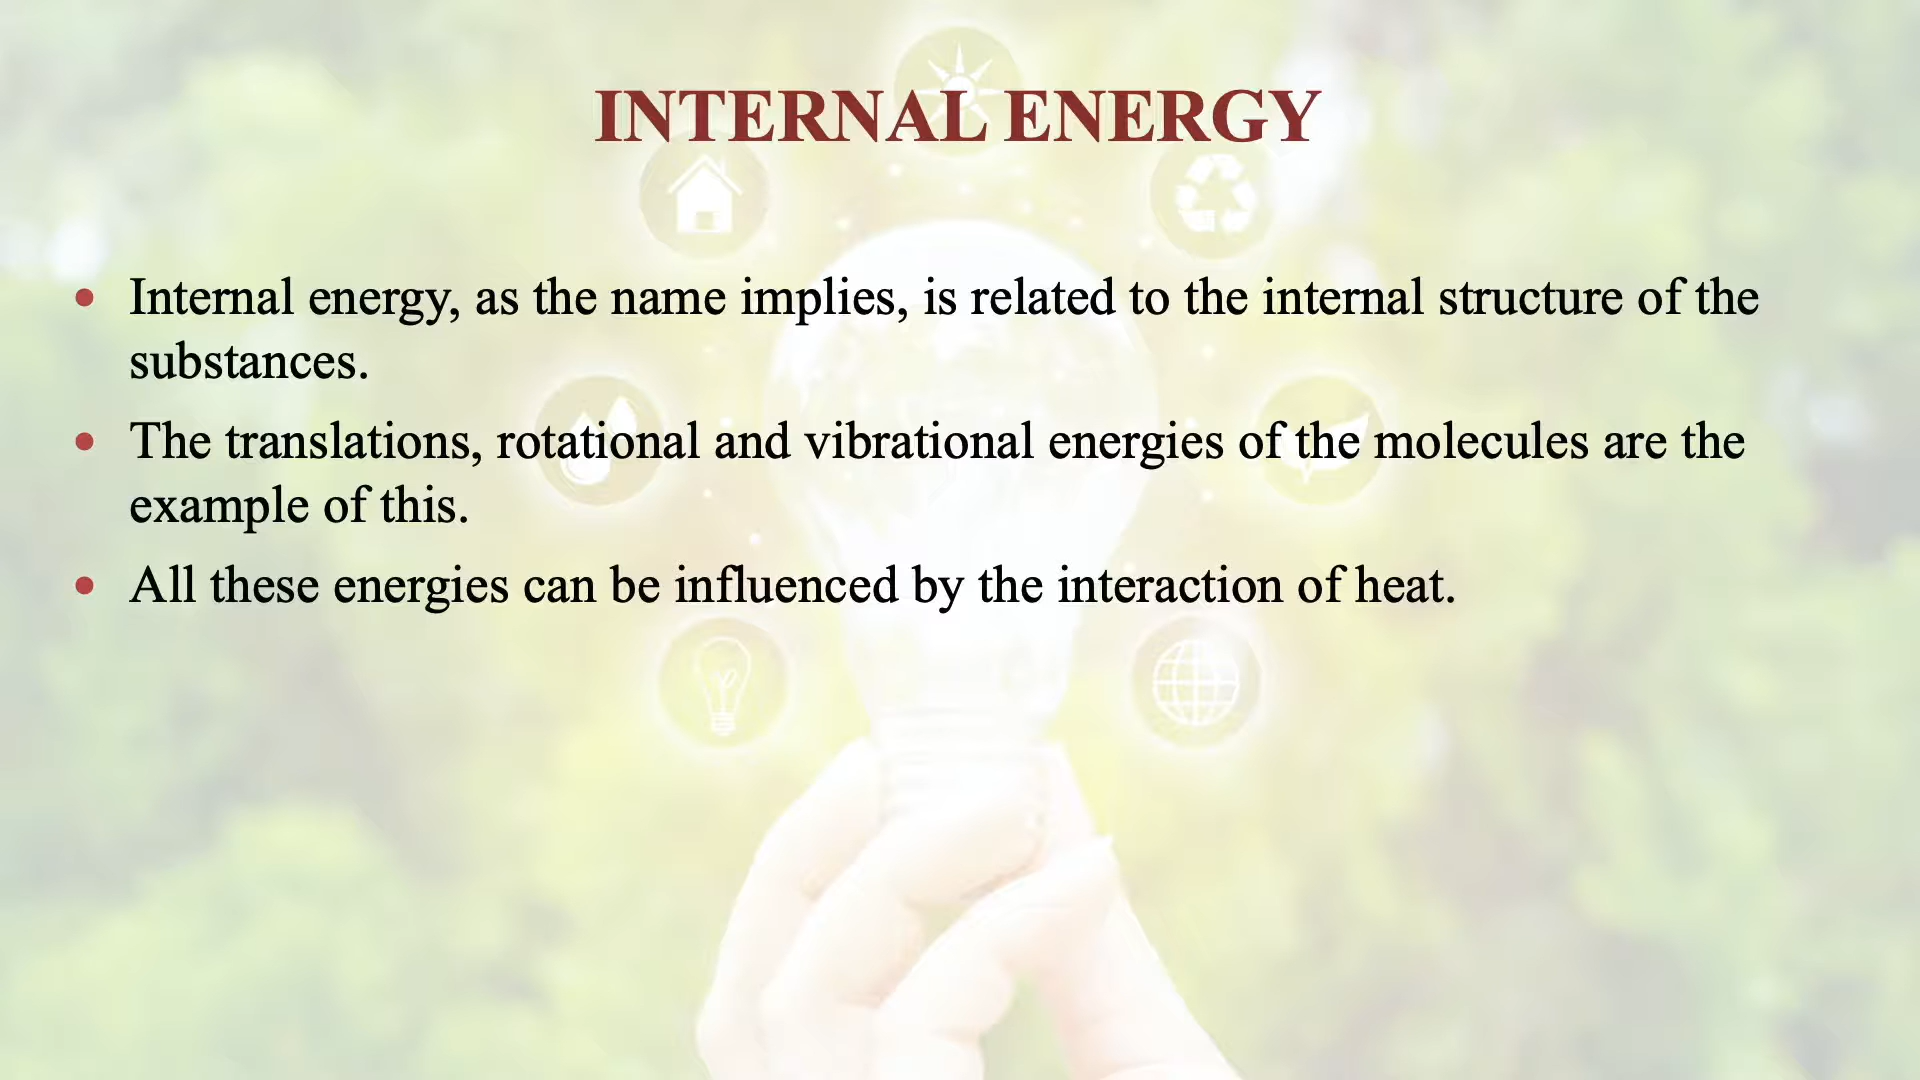 INTERNAL ENERGY
• Internal energy, as the name implies, is related to the internal structure of the
substances.
• The translations, rotational and vibrational energies of the molecules are the
example of this.
• All these energies can be influenced by the interaction of heat.